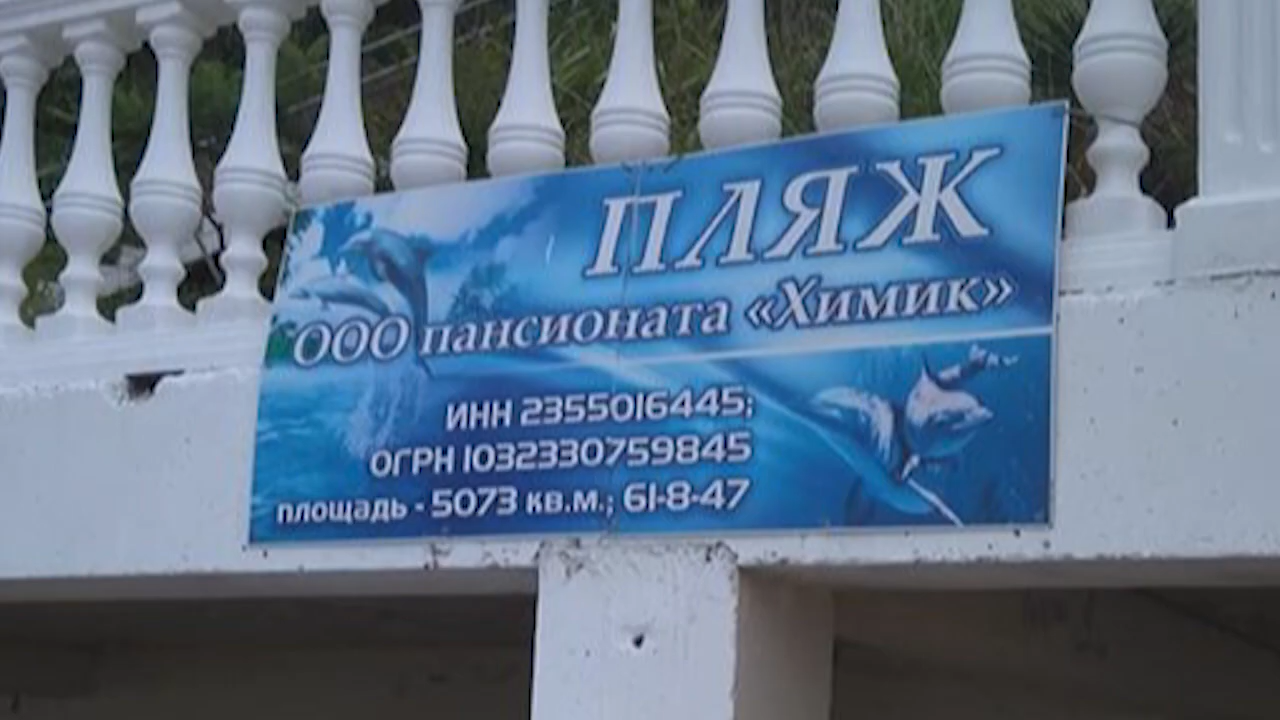 ПЛЯЖ
ООО пансионата «Химик»
ИНН 2355016445;
ОГРН 1032330759845
площадь - 5073 кв.м.; 61-8-47